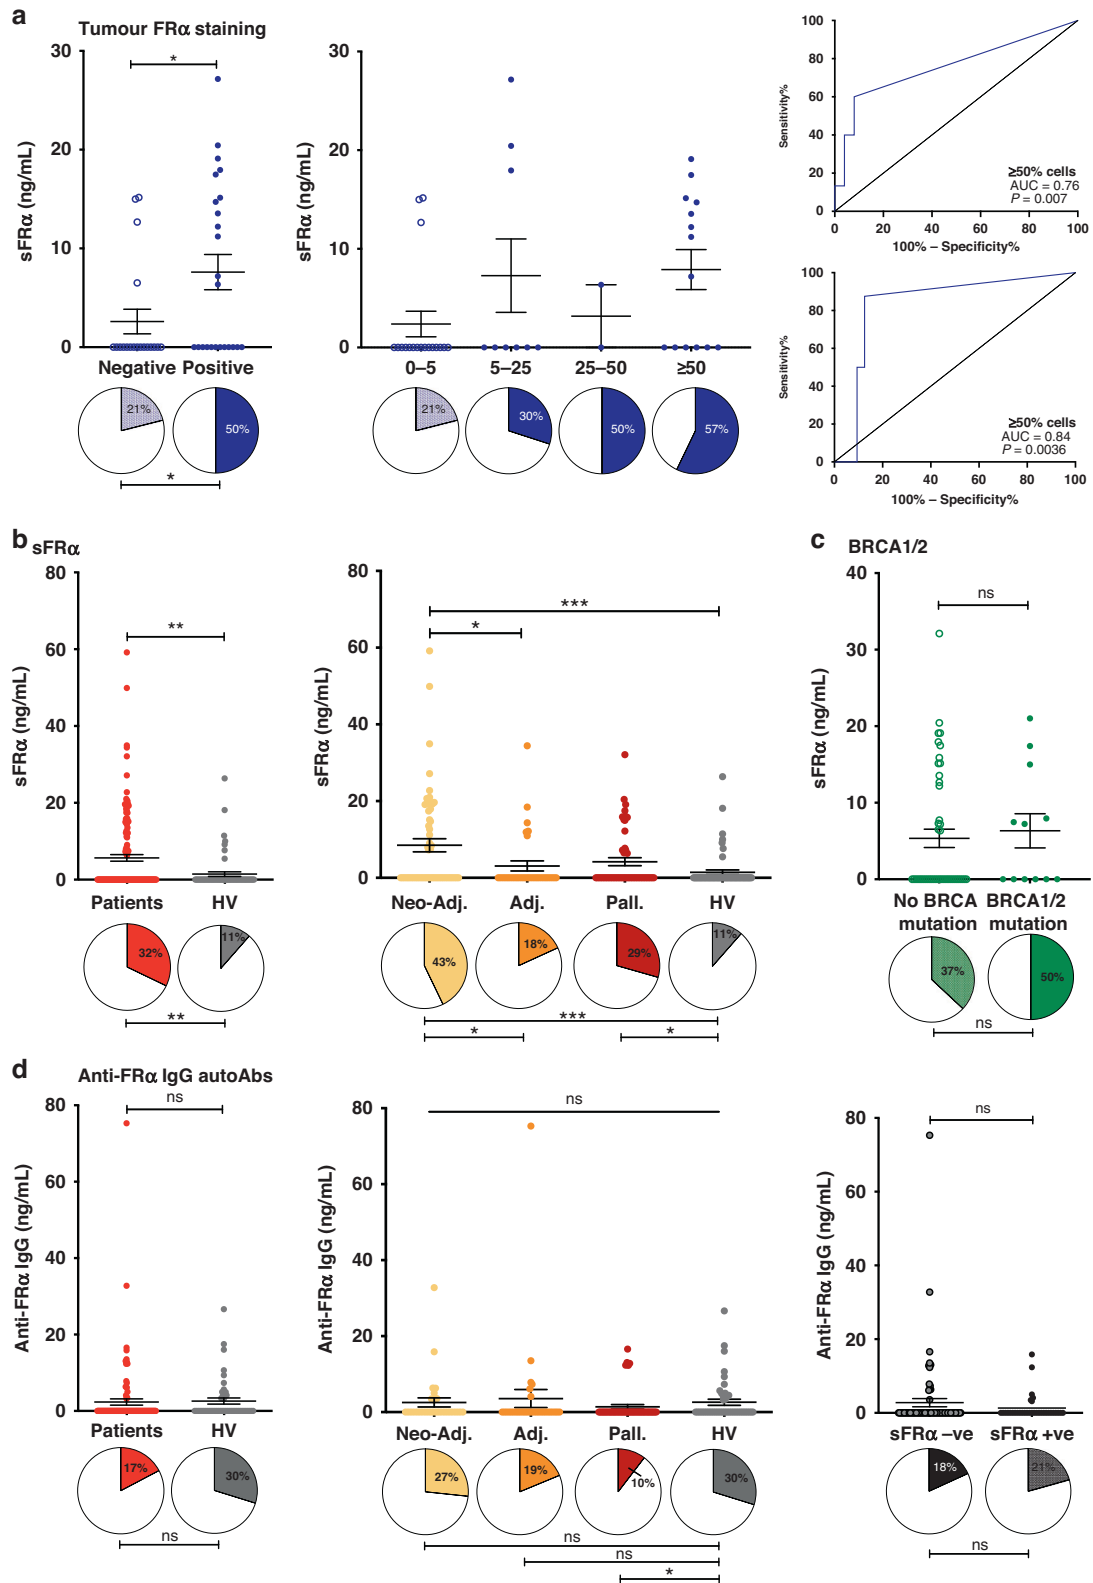 a
Tumour FRα staining
30
20
10
0
sFRα (ng/mL)
*
Negative Positive
21%
50%
*
30
20
10
0
sFRα (ng/mL)
0–5 5–25 25–50 ≥50
21%
30%
50%
57%
100
80
60
40
20
0
Sensitivity%
≥50% cells
AUC = 0.76
P = 0.007
0 20 40 60 80 100
100% – Specificity%
100
80
60
40
20
0
Sensitivity%
≥50% cells
AUC = 0.84
P = 0.0036
0 20 40 60 80 100
100% – Specificity%
b
sFRα
80
60
40
20
0
sFRα (ng/mL)
**
Patients HV
32%
11%
**
80
60
40
20
0
sFRα (ng/mL)
***
*
Neo-Adj. Adj. Pall. HV
43%
18%
29%
11%
***
* *
c
BRCA1/2
40
30
20
10
0
sFRα (ng/mL)
ns
No BRCA BRCA1/2
mutation mutation
37%
50%
ns
d
Anti-FRα IgG autoAbs
80
60
40
20
0
Anti-FRα IgG (ng/mL)
ns
Patients HV
17%
30%
ns
80
60
40
20
0
Anti-FRα IgG (ng/mL)
ns
Neo-Adj. Adj. Pall. HV
27%
19%
10%
30%
ns
ns
*
80
60
40
20
0
Anti-FRα IgG (ng/mL)
ns
sFRα –ve sFRα +ve
18%
21%
ns